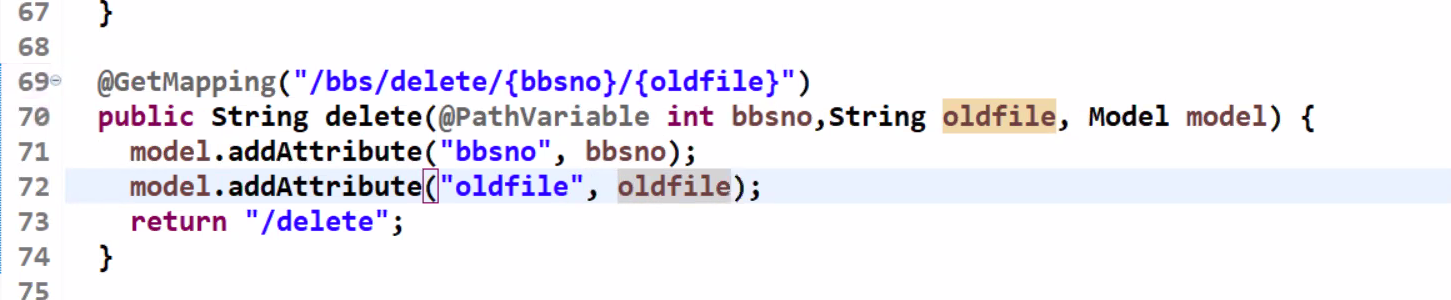 67 }
68
69 @GetMapping("/bbs/delete/{bbsno}/{oldfile}")
70 public String delete(@PathVariable int bbsno,String oldfile, Model model) {
71 model.addAttribute("bbsno", bbsno);
72 model.addAttribute("oldfile", oldfile);
73 return "/delete";
74 }
75